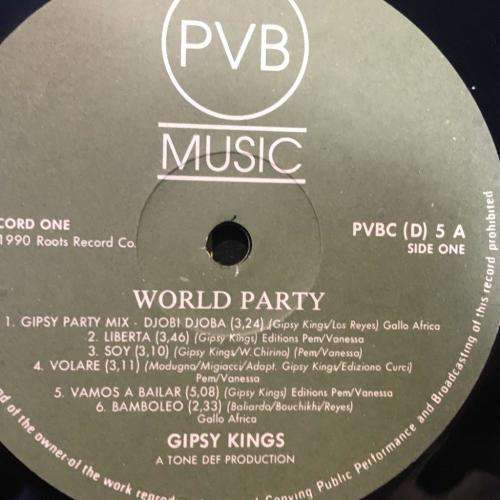 PVB
MUSIC
CORD ONE
1990 Roots Record Co.
PVBC (D) 5 A
SIDE ONE
WORLD PARTY
1. GIPSY PARTY MIX - DJOBI DJOBA (3,24) (Gipsy Kings/Los Reyes) Gallo Africa
2. LIBERTA (3,46) (Gipsy Kings) Editions Pem/Vanessa
3. SOY (3,10) (Gipsy Kings/W.Chirino) (Pem/Vanessa)
4. VOLARE (3,11) (Modugno/Migiacci/Adapt. Gipsy Kings/Ediziono Curci)
Pem/Vanessa
5. VAMOS A BAILAR (5,08) (Gipsy Kings) Editions Pem/Vanessa
6. BAMBOLEO (2,33) (Baliardo/Bouchikhi/Reyes)
Gallo Africa
GIPSY KINGS
A TONE DEF PRODUCTION
nd of the owner of the work
Public Performance and Broadcasting of this record prohibited